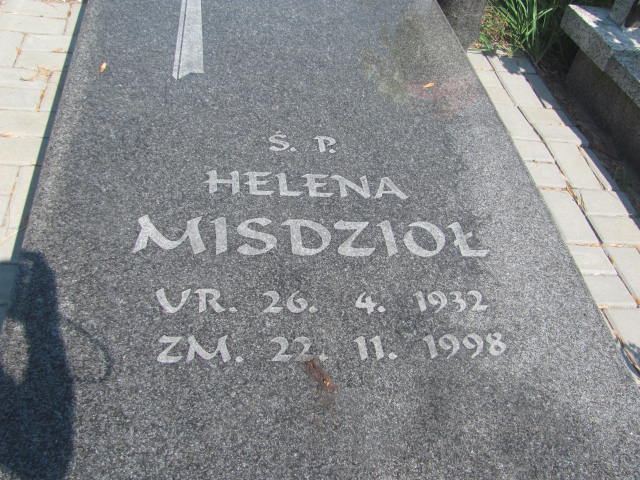 Ś. P.
HELENA
MISDZIOŁ
UR. 26. 4. 1932
ZM. 22. 11. 1998